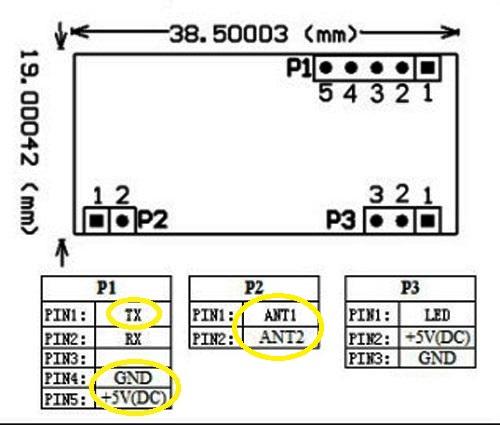 38.50003 (mm)
19.00042 (mm)
P1
5 4 3 2 1
1 2
P2
3 2 1
P3
P1
PIN1: TX
PIN2: RX
PIN3:
PIN4: GND
PIN5: +5V(DC)
P2
PIN1: ANT1
PIN2: ANT2
P3
PIN1: LED
PIN2: +5V(DC)
PIN3: GND